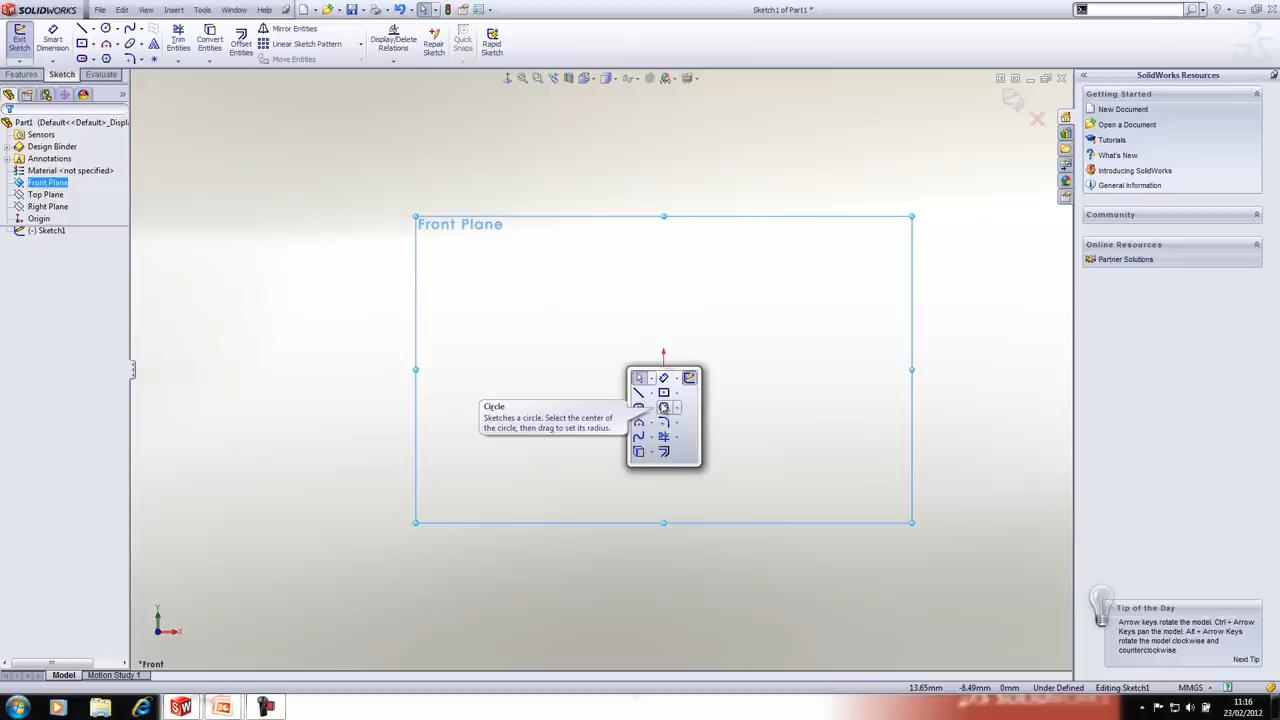 SOLIDWORKS File Edit View Insert Tools Window Help Sketch1 of Part1 *
Exit Sketch
Smart Dimension
Trim Entities
Convert Entities
Offset Entities
Mirror Entities
Linear Sketch Pattern
Move Entities
Display/Delete Relations
Repair Sketch
Quick Snaps
Rapid Sketch
Features Sketch Evaluate
Part1 (Default<<Default>_Displ
Sensors
Design Binder
Annotations
Material <not specified>
Front Plane
Top Plane
Right Plane
Origin
(-) Sketch1
Front Plane
Circle
Sketches a circle. Select the center of
the circle, then drag to set its radius.
Y
X
*Front
SolidWorks Resources
Getting Started
New Document
Open a Document
Tutorials
What's New
Introducing SolidWorks
General Information
Community
Online Resources
Partner Solutions
Tip of the Day
Arrow keys rotate the model. Ctrl + Arrow
Keys pan the model. Alt + Arrow Keys
rotate the model clockwise and
counterclockwise.
Next Tip
Model Motion Study 1
13.65mm -8.49mm 0mm Under Defined Editing Sketch1 MMGS
11:16
23/02/2012